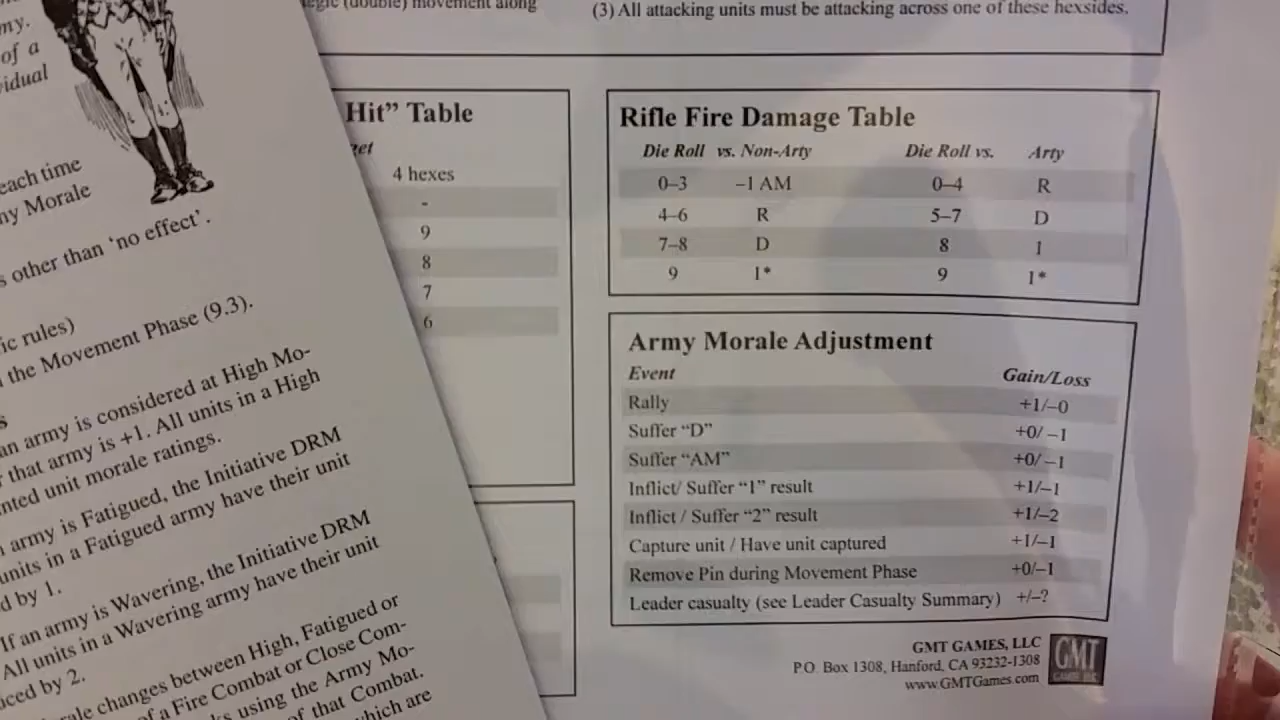 (double) movement along
(3) All attacking units must be attacking across one of these hexsides.
my.
of a
vidual
each time
ny Morale
s other than ‘no effect’.
ic rules)
the Movement Phase (9.3).
an army is considered at High Mo-
that army is +1. All units in a High
nted unit morale ratings.
army is Fatigued, the Initiative DRM
units in a Fatigued army have their unit
d by 1.
If an army is Wavering, the Initiative DRM
All units in a Wavering army have their unit
uced by 2.
rale changes between High, Fatigued or
of a Fire Combat or Close Com-
ks using the Army Mo-
of that Combat.
which are
Hit” Table
get
4 hexes
-
9
8
7
6
Rifle Fire Damage Table
Die Roll vs. Non-Arty Die Roll vs. Arty
0–3 –1 AM 0–4 R
4–6 R 5–7 D
7–8 D 8 1
9 1* 9 1*
Army Morale Adjustment
Event Gain/Loss
Rally +1/–0
Suffer “D” +0/ –1
Suffer “AM” +0/ –1
Inflict/ Suffer “1” result +1/–1
Inflict / Suffer “2” result +1/–2
Capture unit / Have unit captured +1/–1
Remove Pin during Movement Phase +0/–1
Leader casualty (see Leader Casualty Summary) +/–?
GMT GAMES, LLC
P.O. Box 1308, Hanford, CA 93232-1308
www.GMTGames.com
GMT